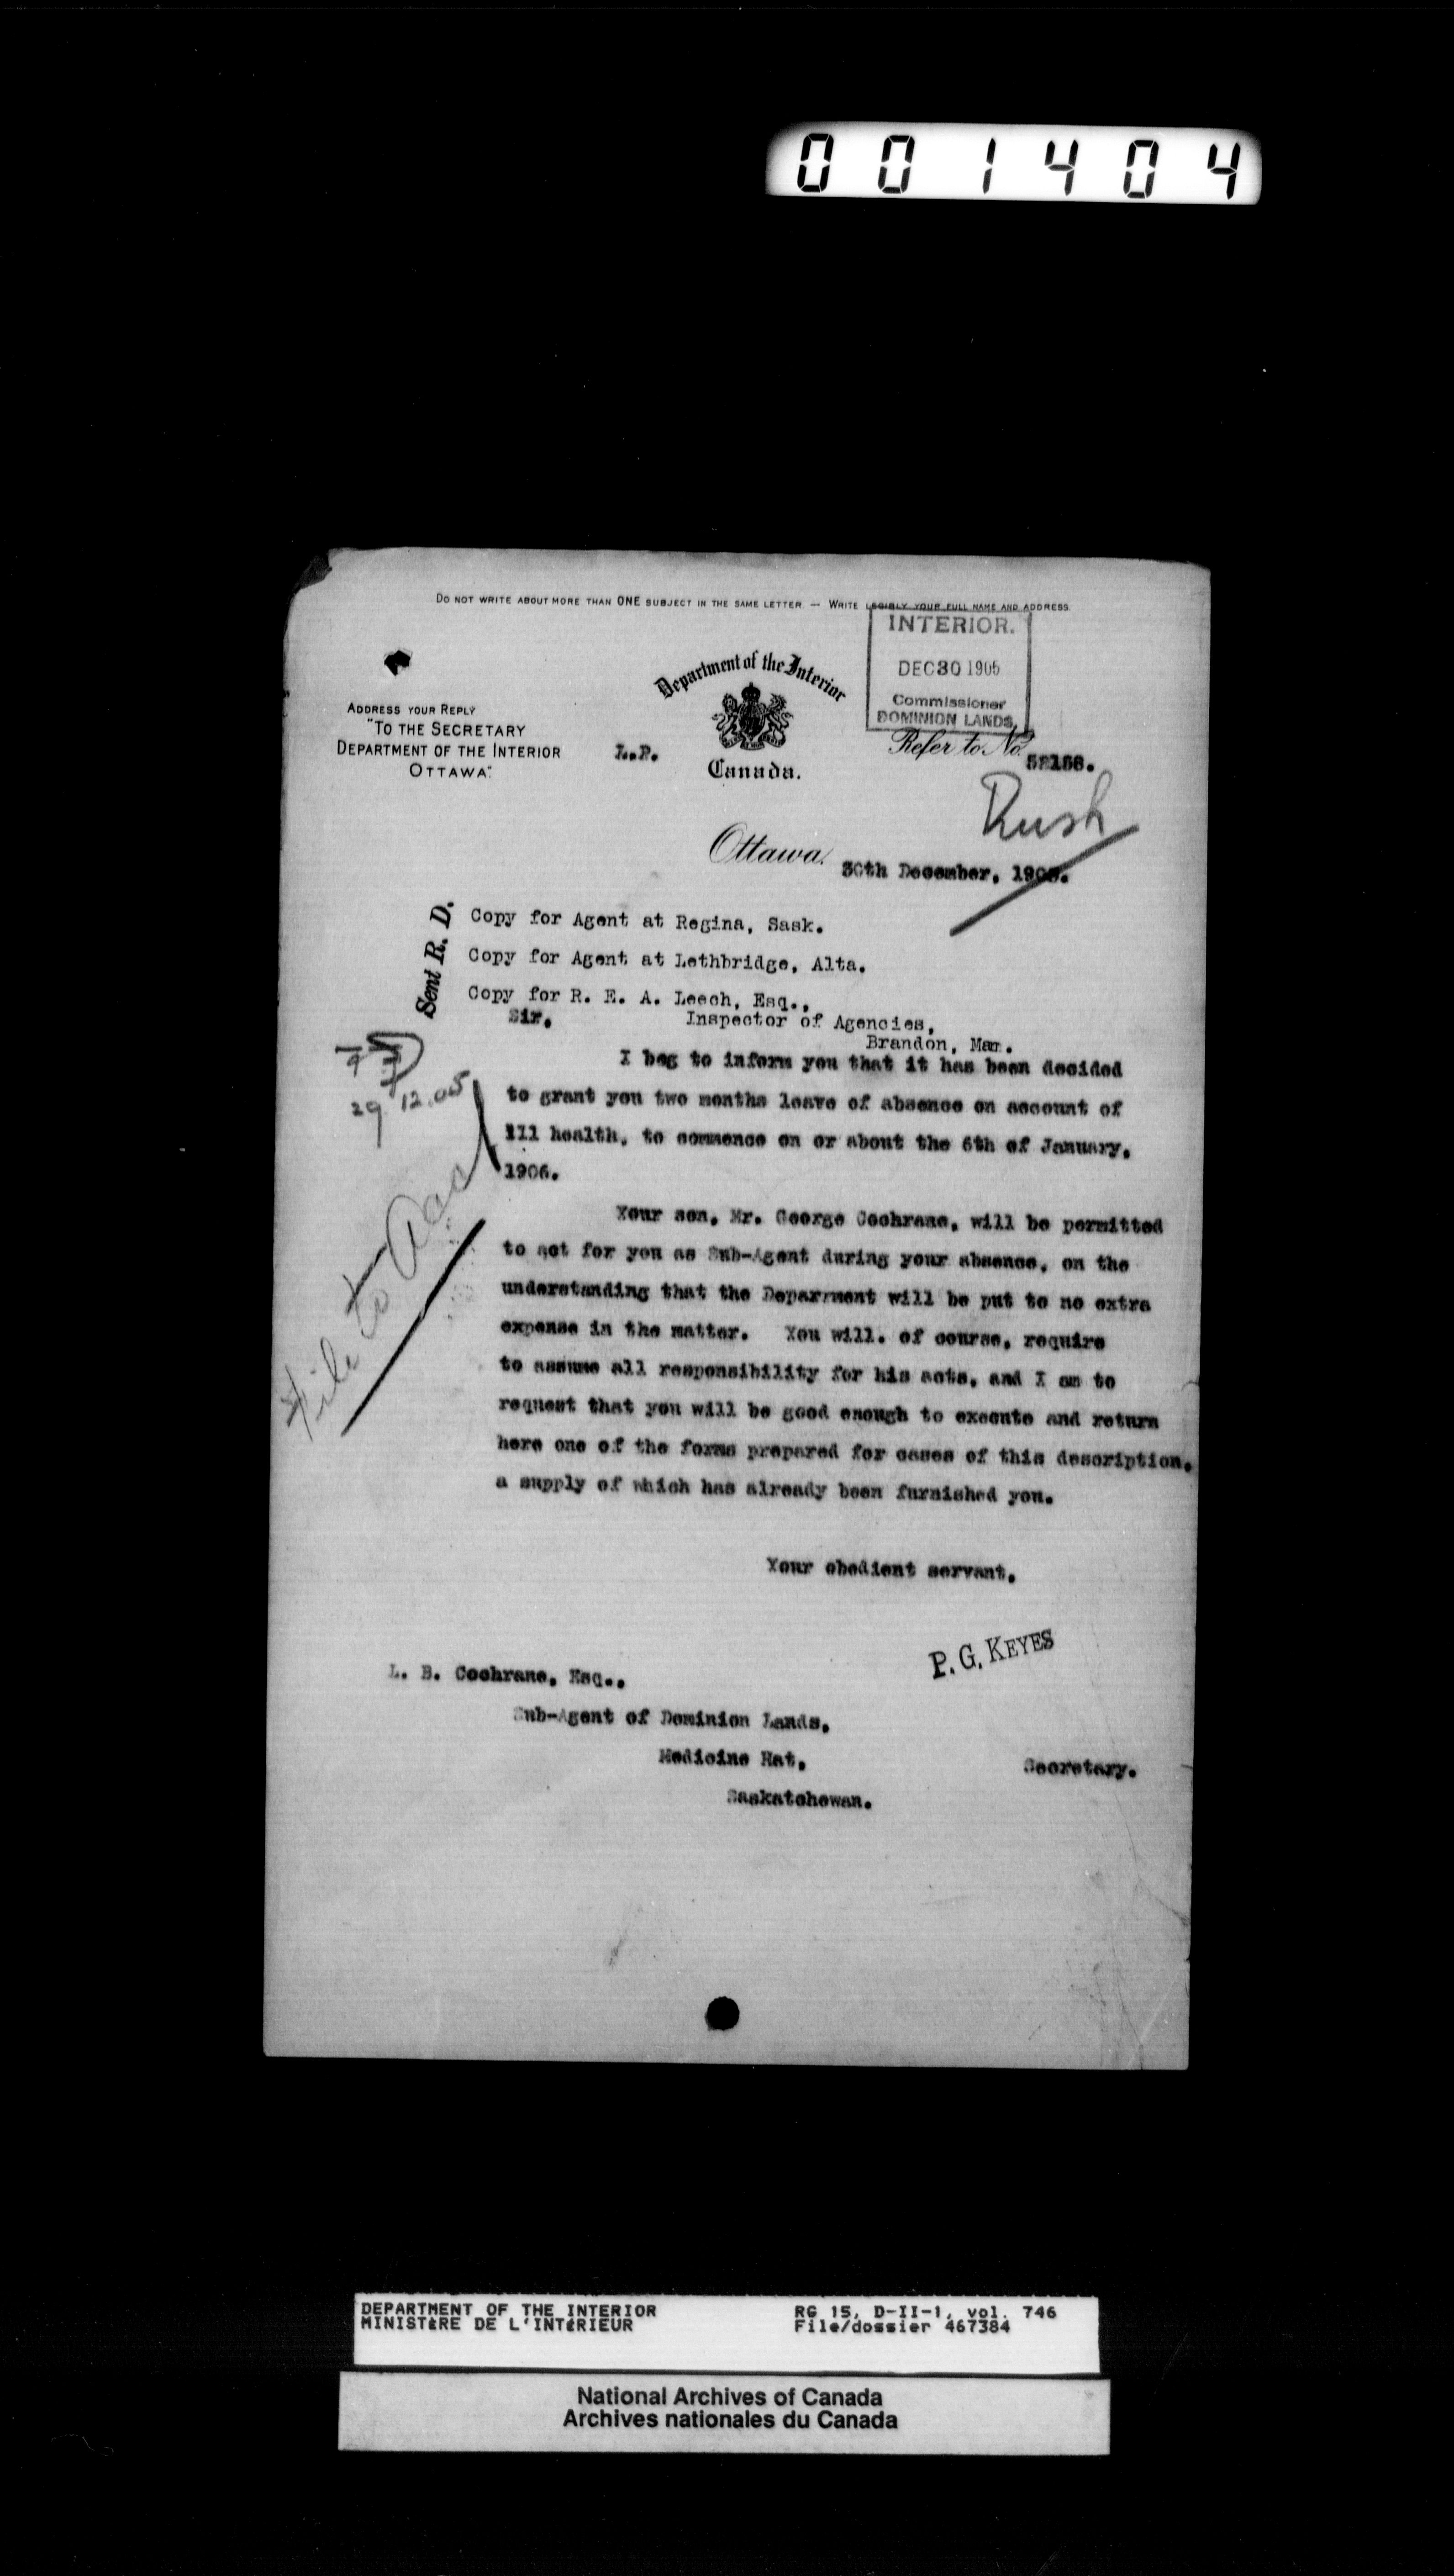 001404
DO NOT WRITE ABOUT MORE THAN ONE SUBJECT IN THE SAME LETTER — WRITE LEGIBLY YOUR FULL NAME AND ADDRESS
INTERIOR.
DEC 30 1905
Commissioner
DOMINION LANDS,
Department of the Interior
Canada.
ADDRESS YOUR REPLY
"TO THE SECRETARY
DEPARTMENT OF THE INTERIOR
OTTAWA".
L.P.
Refer to No.
Rush
Ottawa, 30th December, 1905.
Sent R. D.
Copy for Agent at Regina, Sask.
Copy for Agent at Lethbridge, Alta.
Copy for R. E. A. Leech, Esq.,
Inspector of Agencies,
Brandon, Man.
Sir,
29 12.05
File to
I beg to inform you that it has been decided
to grant you two months leave of absence on account of
ill health, to commence on or about the 6th of January,
1906.
Your son, Mr. George Cochrane, will be permitted
to act for you as Sub-Agent during your absence, on the
understanding that the Deparrment will be put to no extra
expense in the matter. You will, of course, require
to assume all responsibility for his acts, and I am to
request that you will be good enough to execute and return
here one of the forms prepared for cases of this description,
a supply of which has already been furnished you.
Your obedient servant,
P. G. KEYES
Secretary.
L. B. Cochrane, Esq.,
Sub-Agent of Dominion Lands,
Medicine Hat,
Saskatchewan.
DEPARTMENT OF THE INTERIOR
MINISTÈRE DE L'INTÉRIEUR
RG 15, D-II-1, vol. 746
File/dossier 467384
National Archives of Canada
Archives nationales du Canada